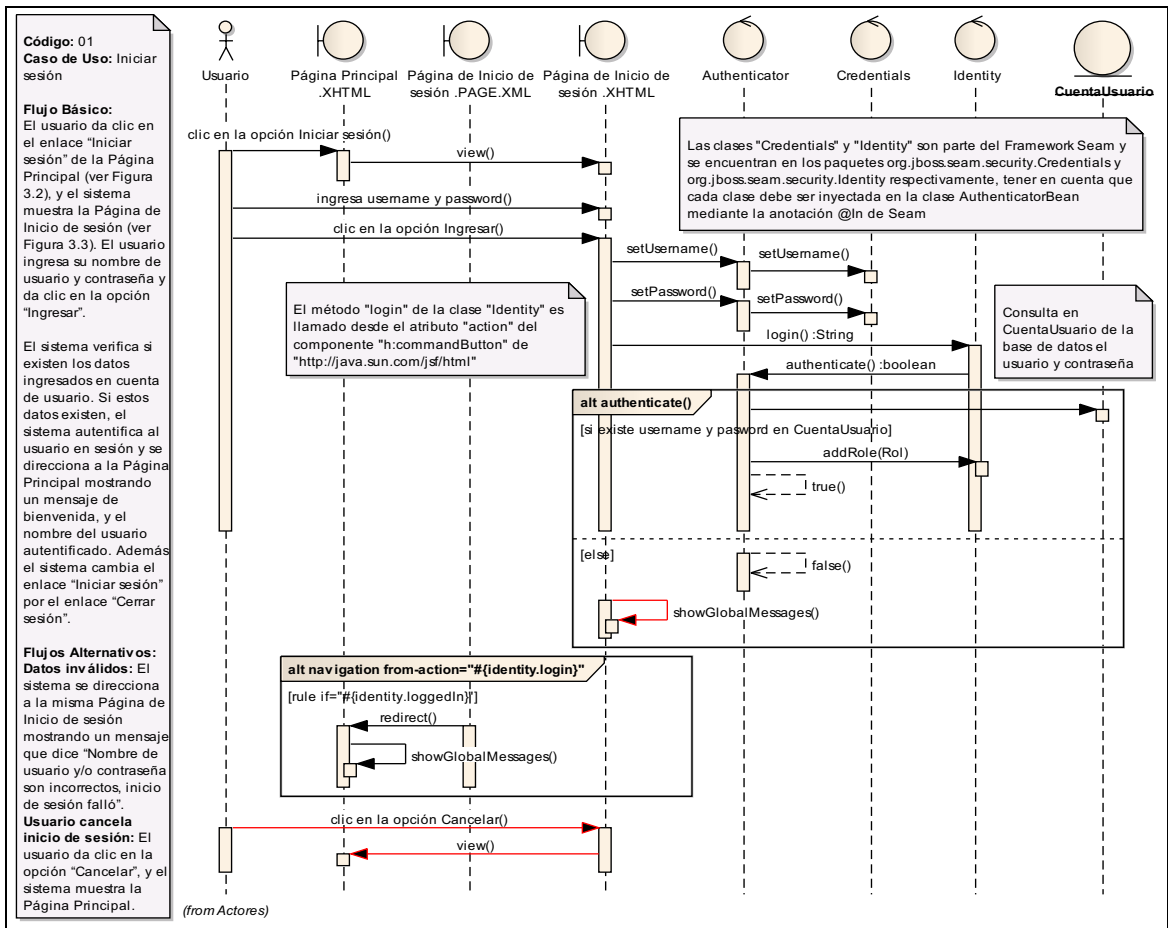 Código: 01
Caso de Uso: Iniciar
sesión
Flujo Básico:
El usuario da clic en
el enlace “Iniciar
sesión” de la Página
Principal (ver Figura
3.2), y el sistema
muestra la Página de
Inicio de sesión (ver
Figura 3.3). El usuario
ingresa su nombre de
usuario y contraseña y
da clic en la opción
“Ingresar”.
El sistema verifica si
existen los datos
ingresados en cuenta
de usuario. Si estos
datos existen, el
sistema autentifica al
usuario en sesión y se
direcciona a la Página
Principal mostrando
un mensaje de
bienvenida, y el
nombre del usuario
autentificado. Además
el sistema cambia el
enlace “Iniciar sesión”
por el enlace “Cerrar
sesión”.
Flujos Alternativos:
Datos inválidos: El
sistema se direcciona
a la misma Página de
Inicio de sesión
mostrando un mensaje
que dice “Nombre de
usuario y/o contraseña
son incorrectos, inicio
de sesión falló”.
Usuario cancela
inicio de sesión: El
usuario da clic en la
opción “Cancelar”, y el
sistema muestra la
Página Principal.
Usuario
Página Principal
.XHTML
Página de Inicio de
sesión .PAGE.XML
Página de Inicio de
sesión .XHTML
Authenticator
Credentials
Identity
CuentaUsuario
clic en la opción Iniciar sesión()
view()
Las clases "Credentials" y "Identity" son parte del Framework Seam y
se encuentran en los paquetes org.jboss.seam.security.Credentials y
org.jboss.seam.security.Identity respectivamente, tener en cuenta que
cada clase debe ser inyectada en la clase AuthenticatorBean
mediante la anotación @In de Seam
ingresa username y password()
clic en la opción Ingresar()
setUsername()
setUsername()
setPassword()
setPassword()
El método "login" de la clase "Identity" es
llamado desde el atributo "action" del
componente "h:commandButton" de
"http://java.sun.com/jsf/html"
Consulta en
CuentaUsuario de la
base de datos el
usuario y contraseña
login() :String
authenticate() :boolean
alt authenticate()
[si existe username y pasword en CuentaUsuario]
addRole(Rol)
true()
[else]
false()
showGlobalMessages()
alt navigation from-action="#{identity.login}"
[rule if="#{identity.loggedIn}"]
redirect()
showGlobalMessages()
clic en la opción Cancelar()
view()
(from Actores)